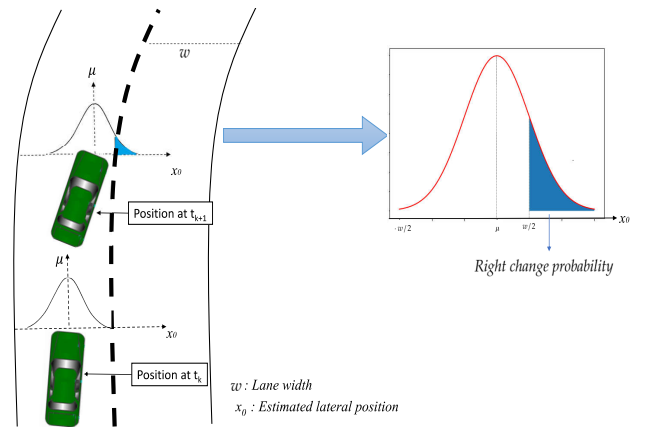 w
μ
x₀
Position at tₖ₊₁
μ
x₀
Position at tₖ
-w/2
μ
w/2
x₀
Right change probability
w : Lane width
x₀ : Estimated lateral position